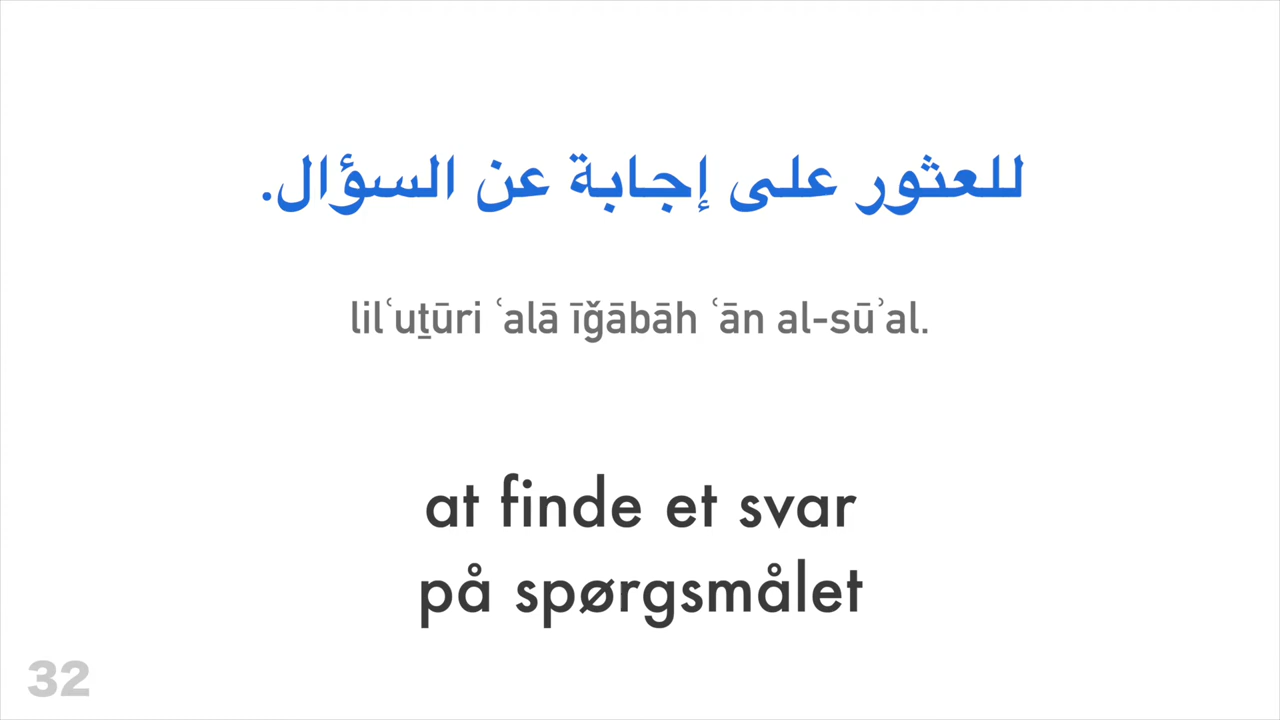 للعثور على إجابة عن السؤال.
lilʿuṯūri ʿalā īǧābāh ʿān al-sūʾal.
at finde et svar
på spørgsmålet
32